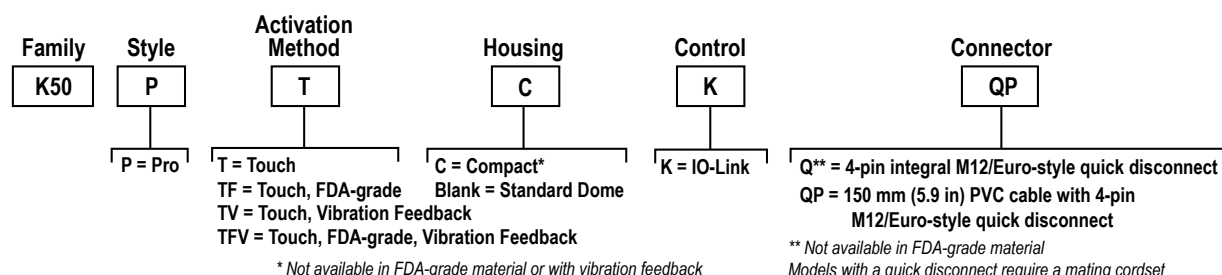 Family
Style
Activation
Method
Housing
Control
Connector
K50
P
T
C
K
QP
P = Pro
T = Touch
TF = Touch, FDA-grade
TV = Touch, Vibration Feedback
TFV = Touch, FDA-grade, Vibration Feedback
C = Compact*
Blank = Standard Dome
* Not available in FDA-grade material or with vibration feedback
K = IO-Link
Q** = 4-pin integral M12/Euro-style quick disconnect
QP = 150 mm (5.9 in) PVC cable with 4-pin
M12/Euro-style quick disconnect
** Not available in FDA-grade material
Models with a quick disconnect require a mating cordset